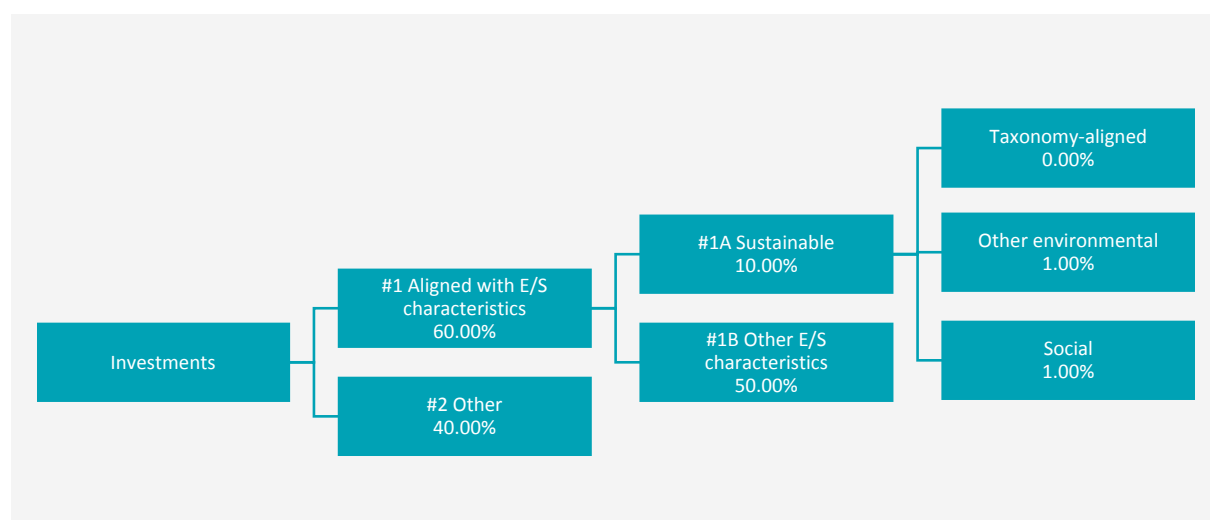 Investments
#1 Aligned with E/S
characteristics
60.00%
#2 Other
40.00%
#1A Sustainable
10.00%
#1B Other E/S
characteristics
50.00%
Taxonomy-aligned
0.00%
Other environmental
1.00%
Social
1.00%